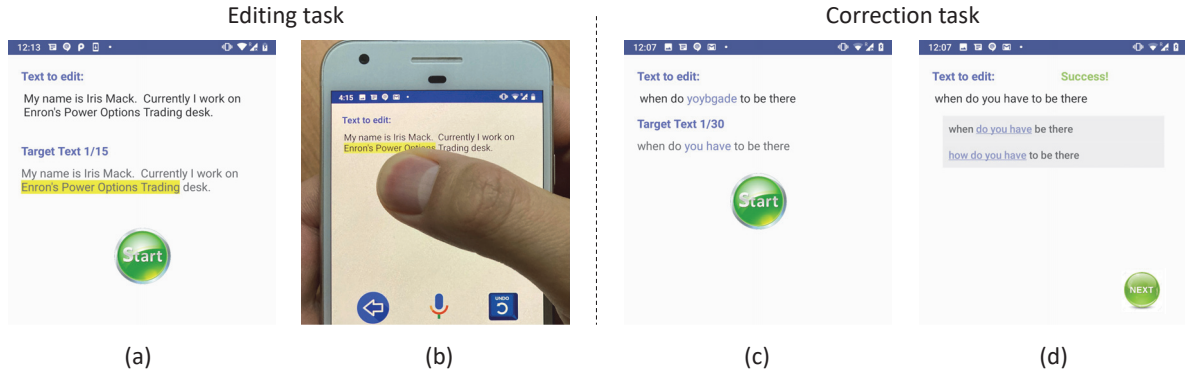 Editing task
Correction task
12:13
Text to edit:
My name is Iris Mack.  Currently I work on
Enron's Power Options Trading desk.
Target Text 1/15
My name is Iris Mack.  Currently I work on
Enron's Power Options Trading desk.
Start
(a)
4:15
Text to edit:
My name is Iris Mack.  Currently I work on
Enron's Power Options Trading desk.
UNDO
(b)
12:07
Text to edit:
when do yoybgade to be there
Target Text 1/30
when do you have to be there
Start
(c)
12:07
Text to edit: Success!
when do you have to be there
when do you have be there
how do you have to be there
NEXT
(d)